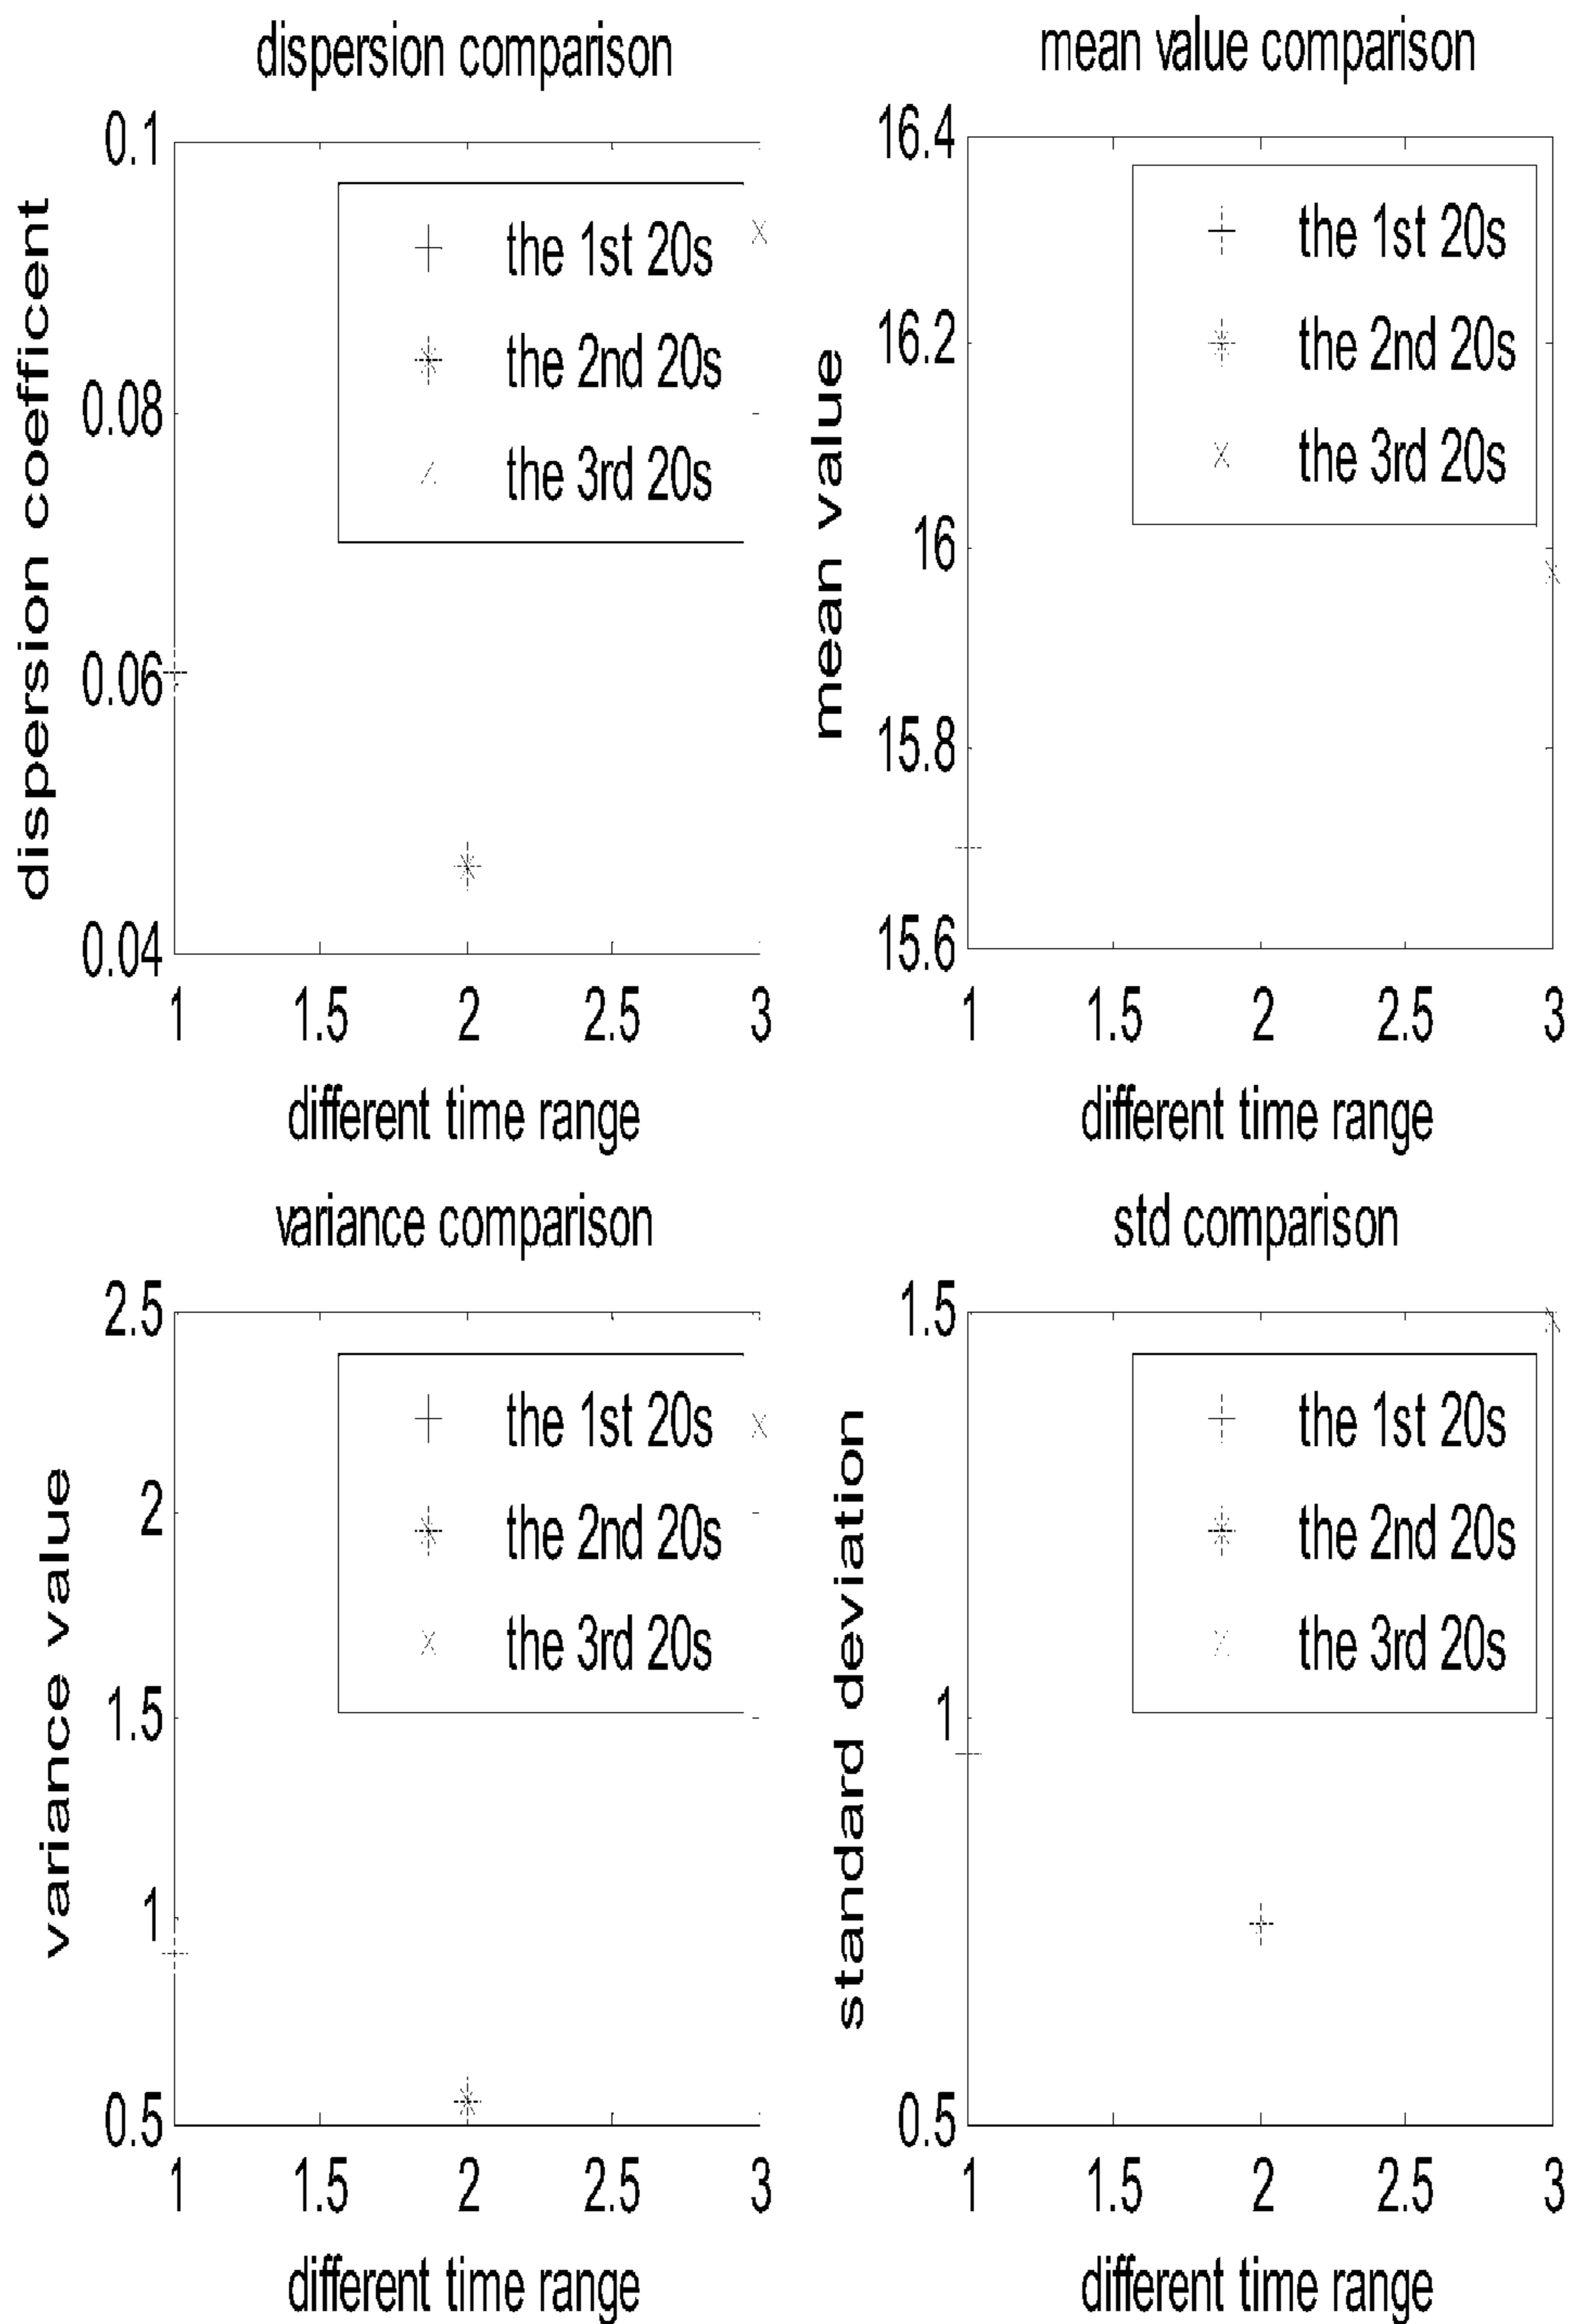 dispersion comparison
0.1
0.08
0.06
0.04
dispersion coefficent
the 1st 20s
the 2nd 20s
the 3rd 20s
1 1.5 2 2.5 3
different time range
mean value comparison
16.4
16.2
16
15.8
15.6
mean value
the 1st 20s
the 2nd 20s
the 3rd 20s
1 1.5 2 2.5 3
different time range
variance comparison
2.5
2
1.5
1
0.5
variance value
the 1st 20s
the 2nd 20s
the 3rd 20s
1 1.5 2 2.5 3
different time range
std comparison
1.5
1
0.5
standard deviation
the 1st 20s
the 2nd 20s
the 3rd 20s
1 1.5 2 2.5 3
different time range